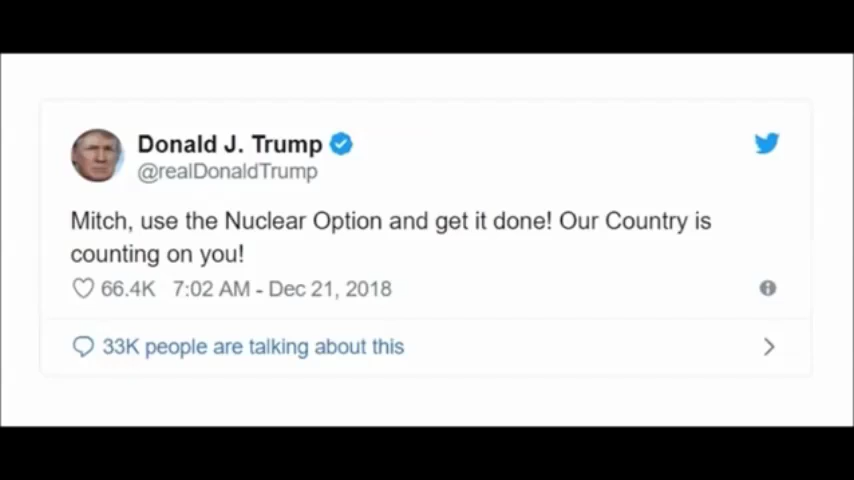 Donald J. Trump
@realDonaldTrump
Mitch, use the Nuclear Option and get it done! Our Country is
counting on you!
66.4K 7:02 AM - Dec 21, 2018
33K people are talking about this